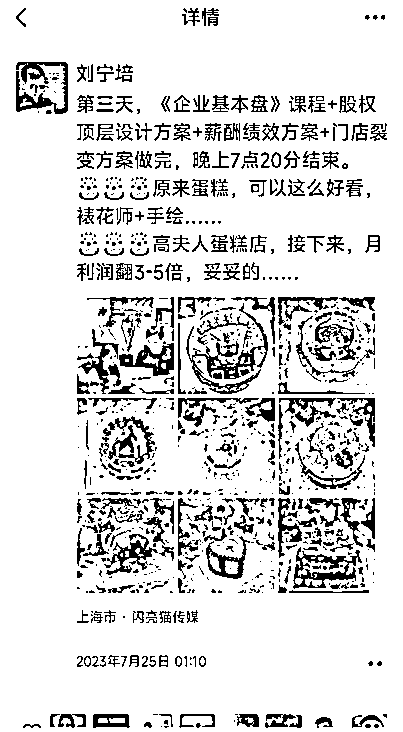 详情
刘宁培
第三天，《企业基本盘》课程+股权
顶层设计方案+薪酬绩效方案+门店裂
变方案做完，晚上7点20分结束。
原来蛋糕，可以这么好看，
裱花师+手绘……
高夫人蛋糕店，接下来，月
利润翻3-5倍，妥妥的……
上海市·闪亮猫传媒
2023年7月25日 01:10